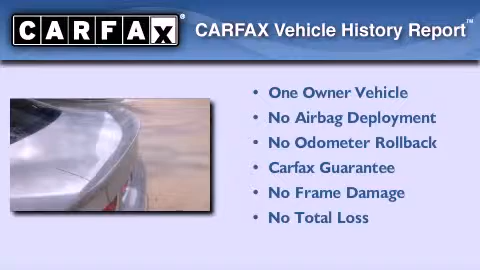 CARFAX® CARFAX Vehicle History Report™
• One Owner Vehicle
• No Airbag Deployment
• No Odometer Rollback
• Carfax Guarantee
• No Frame Damage
• No Total Loss